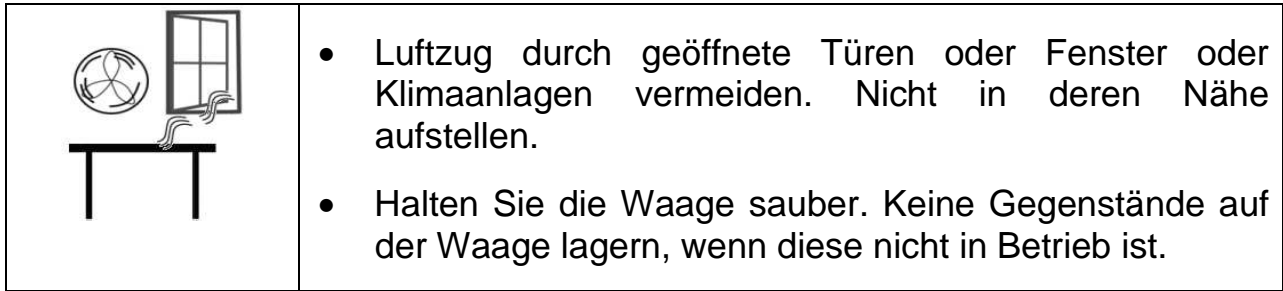 • Luftzug durch geöffnete Türen oder Fenster oder
Klimaanlagen vermeiden. Nicht in deren Nähe
aufstellen.
• Halten Sie die Waage sauber. Keine Gegenstände auf
der Waage lagern, wenn diese nicht in Betrieb ist.